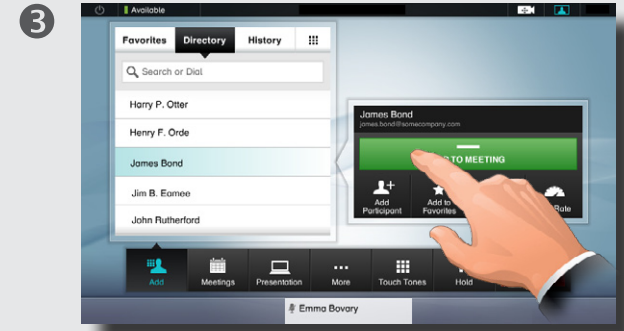 3
Available
Favorites Directory History
Search or Dial
Harry P. Otter
Henry F. Orde
James Bond
Jim B. Eamee
John Rutherford
James Bond
james.bond@somecompany.com
TO MEETING
Add Participant
Add to Favorites
Rate
Add Meetings Presentation More Touch Tones Hold
Emma Bovary